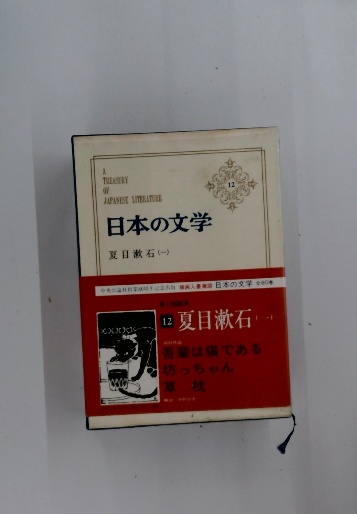 A
TREASURY
OF
JAPANESE LITERATURE
12
日本の文学
夏目漱石(一)
日本の文学 全80巻
12 夏目漱石(一)
吾輩は猫である
坊っちゃん
草枕